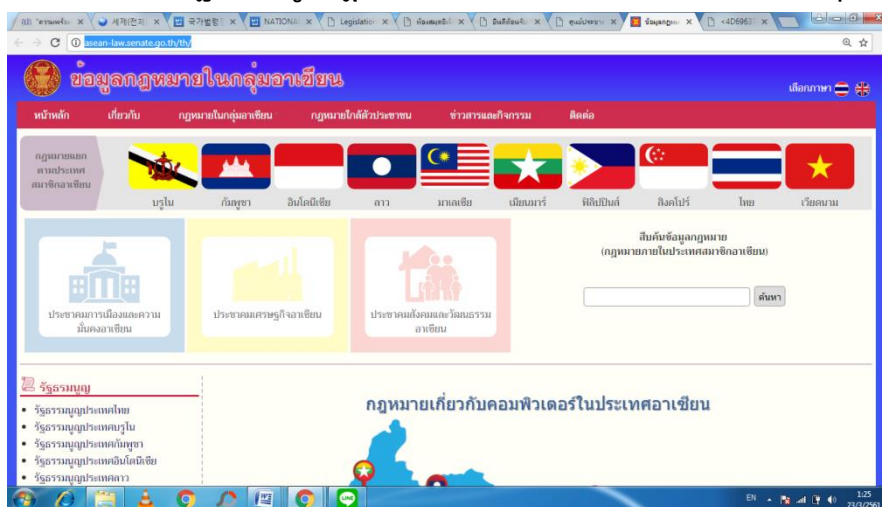 세제(전지
국가법령
NATIONA
Legislation
<4D6963
asean-law.senate.go.th/th/
ข้อมูลกฎหมายในกลุ่มอาเซียน
เลือกภาษา
หน้าหลัก เกี่ยวกับ กฎหมายในกลุ่มอาเซียน กฎหมายใกล้ตัวประชาชน ข่าวสารและกิจกรรม ติดต่อ
กฎหมายแยก
ตามประเทศ
สมาชิกอาเซียน
บรูไน กัมพูชา อินโดนีเซีย ลาว มาเลเซีย เมียนมาร์ ฟิลิปปินส์ สิงคโปร์ ไทย เวียดนาม
ประชาคมการเมืองและความ
มั่นคงอาเซียน
ประชาคมเศรษฐกิจอาเซียน
ประชาคมสังคมและวัฒนธรรม
อาเซียน
สืบค้นข้อมูลกฎหมาย
(กฎหมายภายในประเทศสมาชิกอาเซียน)
ค้นหา
รัฐธรรมนูญ
รัฐธรรมนูญประเทศไทย
รัฐธรรมนูญประเทศบรูไน
รัฐธรรมนูญประเทศกัมพูชา
รัฐธรรมนูญประเทศอินโดนีเซีย
รัฐธรรมนูญประเทศลาว
กฎหมายเกี่ยวกับคอมพิวเตอร์ในประเทศอาเซียน
LINE
EN
1:25
23/3/2561